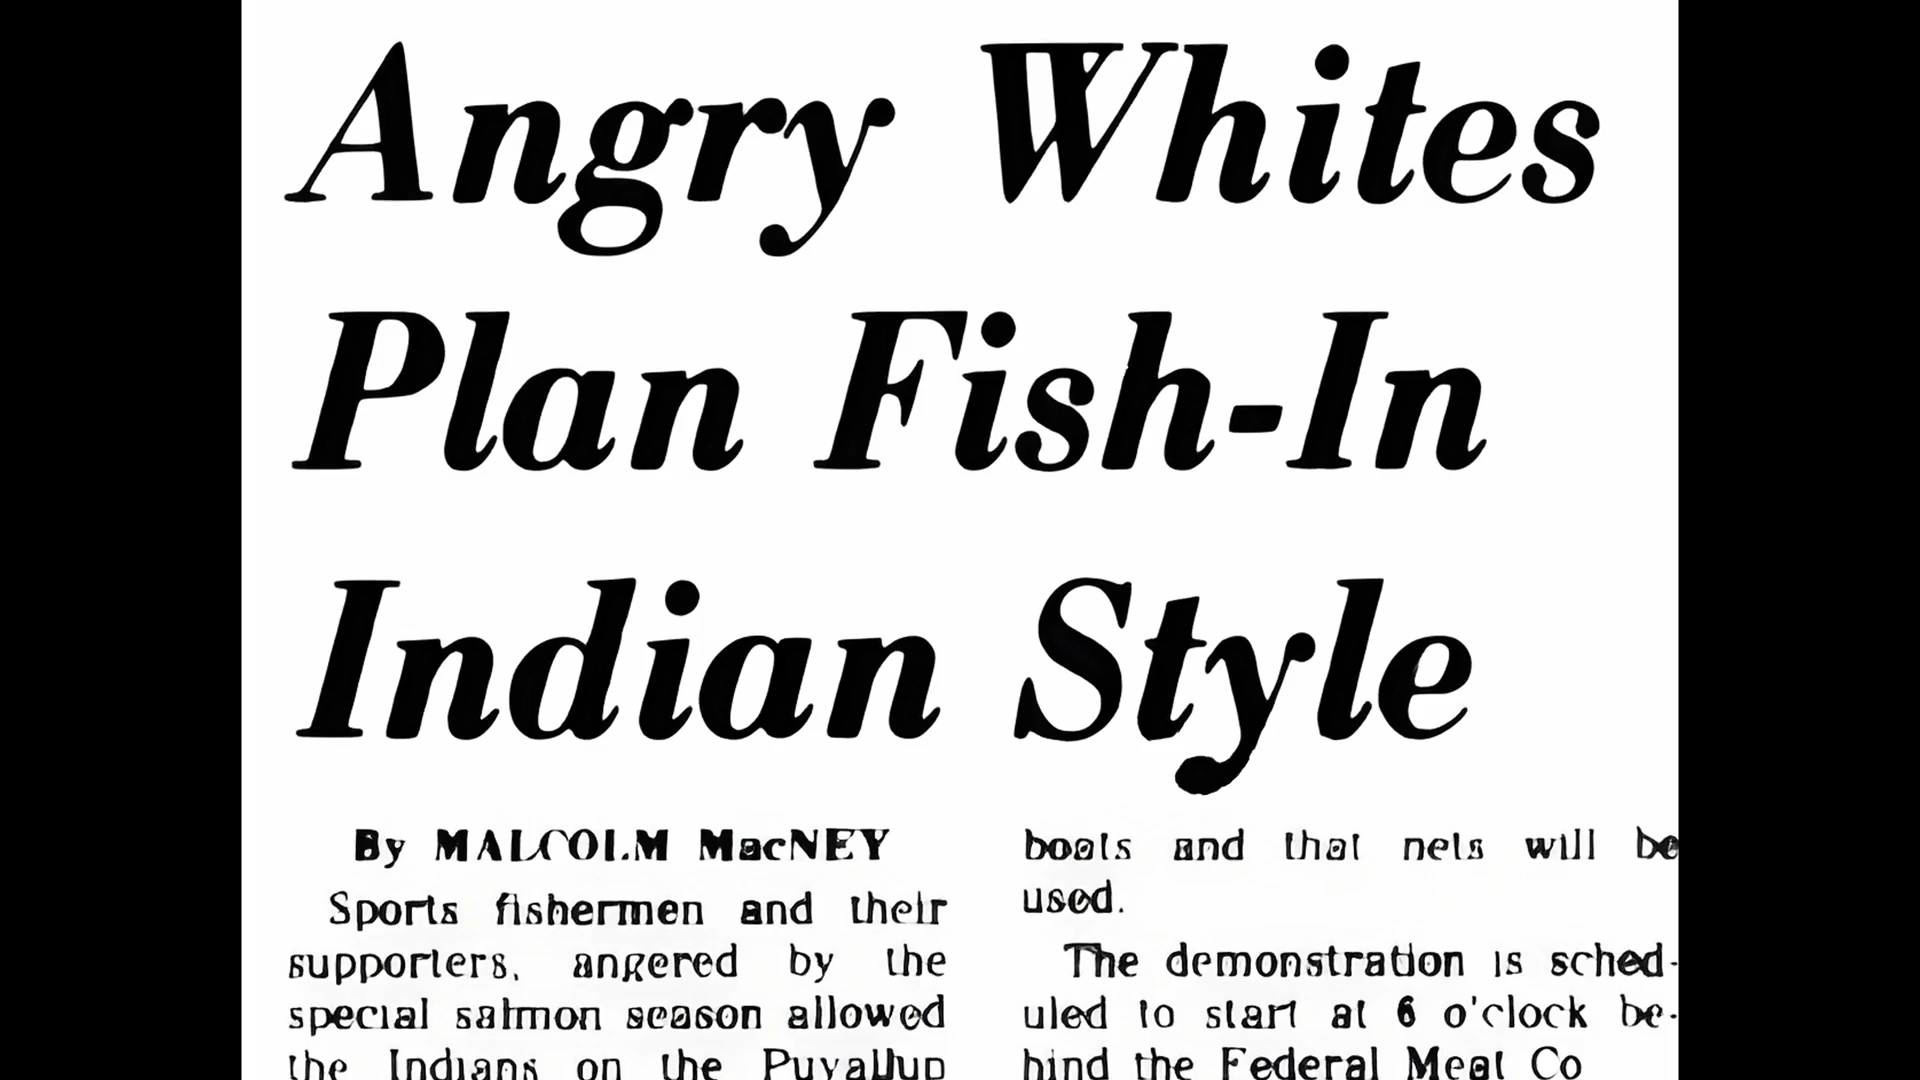 Angry Whites
Plan Fish-In
Indian Style
By MALCOLM MacNEY
Sports fishermen and their
supporters, angered by the
special salmon season allowed
the Indians on the Puyallup
boats and that nets will be
used.
The demonstration is sched-
uled to start at 6 o'clock be-
hind the Federal Meat Co